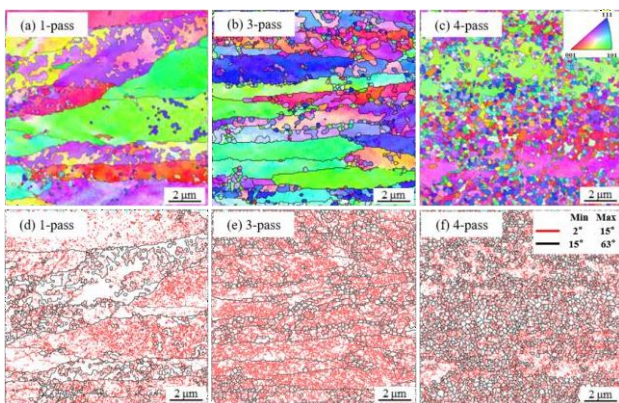 (a) 1-pass
2 μm
(b) 3-pass
2 μm
(c) 4-pass
111
001 101
2 μm
(d) 1-pass
2 μm
(e) 3-pass
2 μm
(f) 4-pass
Min Max
2° 15°
15° 63°
2 μm